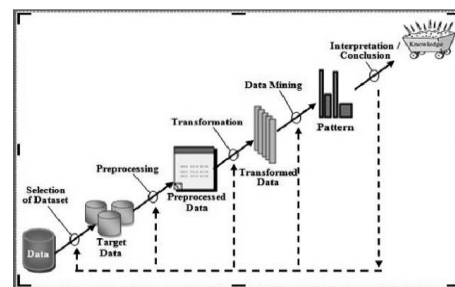 Knowledge
Interpretation
Conclusion
Data Mining
Pattern
Transformation
Transformed
Data
Preprocessing
Preprocessed
Data
Selection
of Dataset
Target
Data
Data